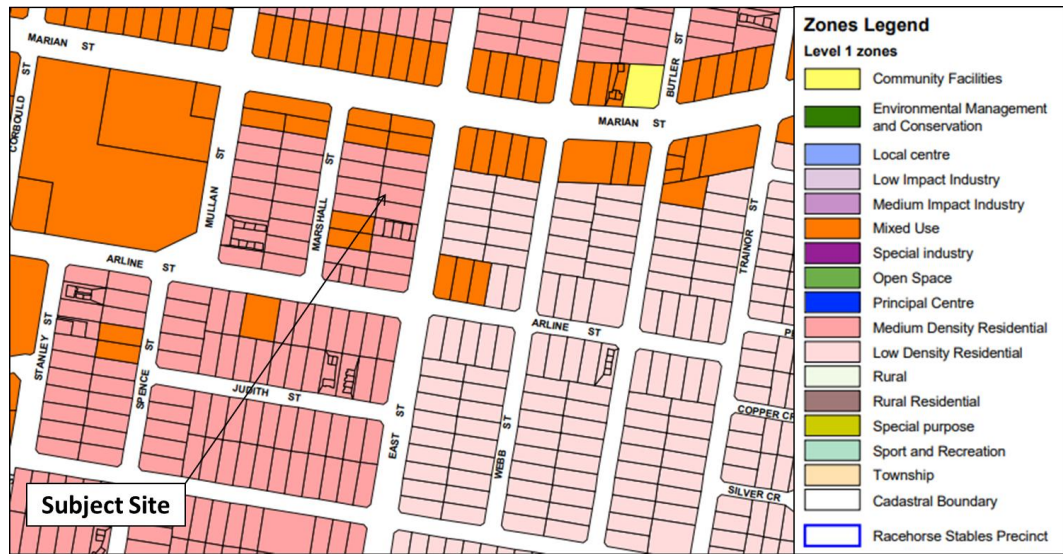 MARIAN ST
CORBOULD ST
MULLAN ST
MARSHALL ST
BUTLER ST
MARIAN ST
TRAINOR ST
ARLINE ST
ARLINE ST
STANLEY ST
SPENCE ST
JUDITH ST
EAST ST
WEBB ST
COPPER CR
SILVER CR
Subject Site
Zones Legend
Level 1 zones
Community Facilities
Environmental Management
and Conservation
Local centre
Low Impact Industry
Medium Impact Industry
Mixed Use
Special industry
Open Space
Principal Centre
Medium Density Residential
Low Density Residential
Rural
Rural Residential
Special purpose
Sport and Recreation
Township
Cadastral Boundary
Racehorse Stables Precinct